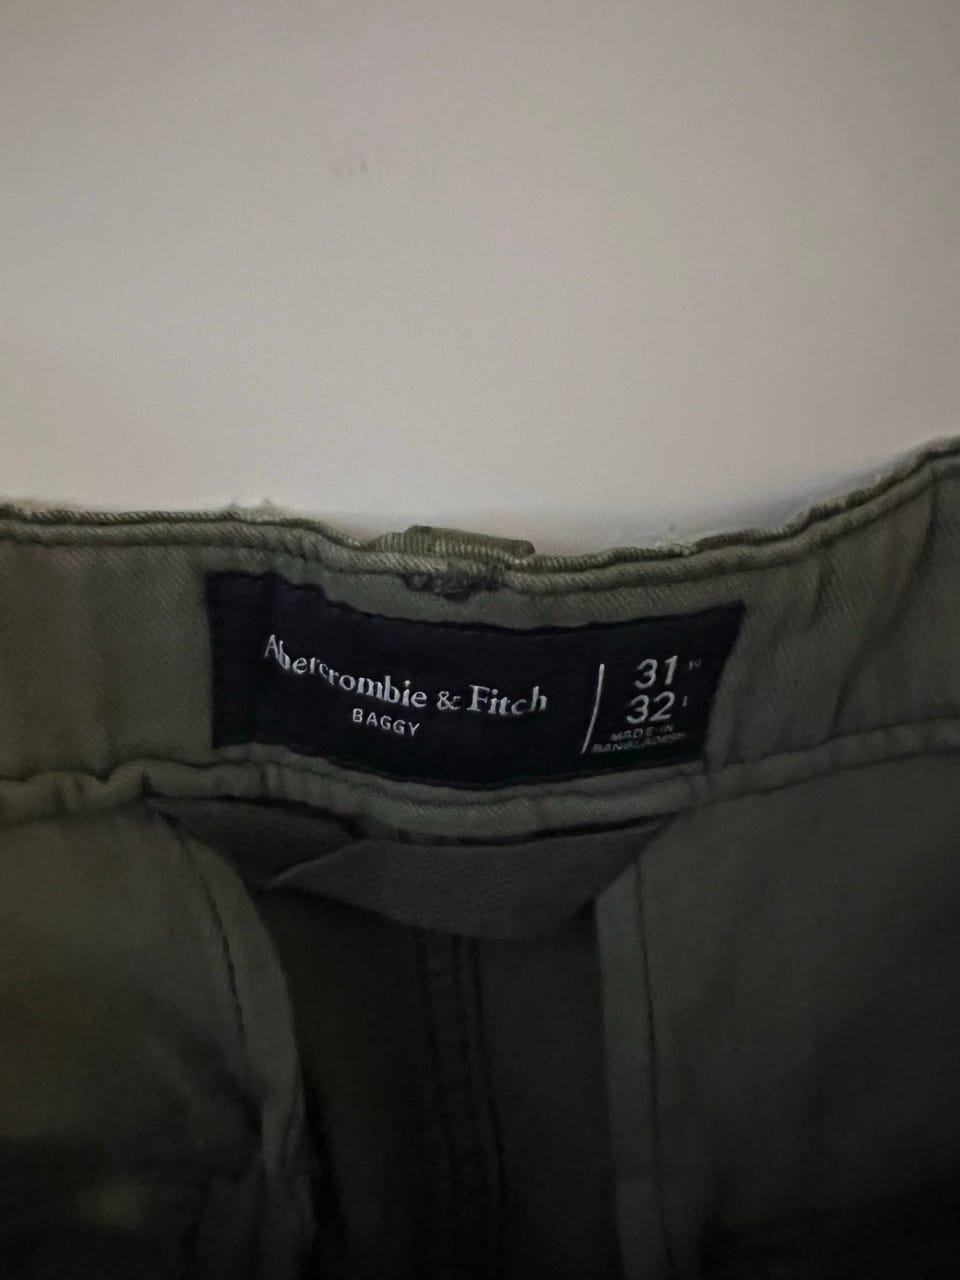 Abercrombie & Fitch
BAGGY
31 W
32 L
MADE IN
BANGLADESH